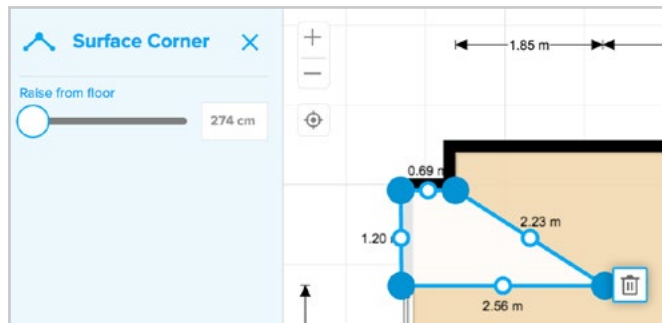 Surface Corner
Raise from floor
274 cm
1.85 m
0.69 m
2.23 m
1.20
2.56 m